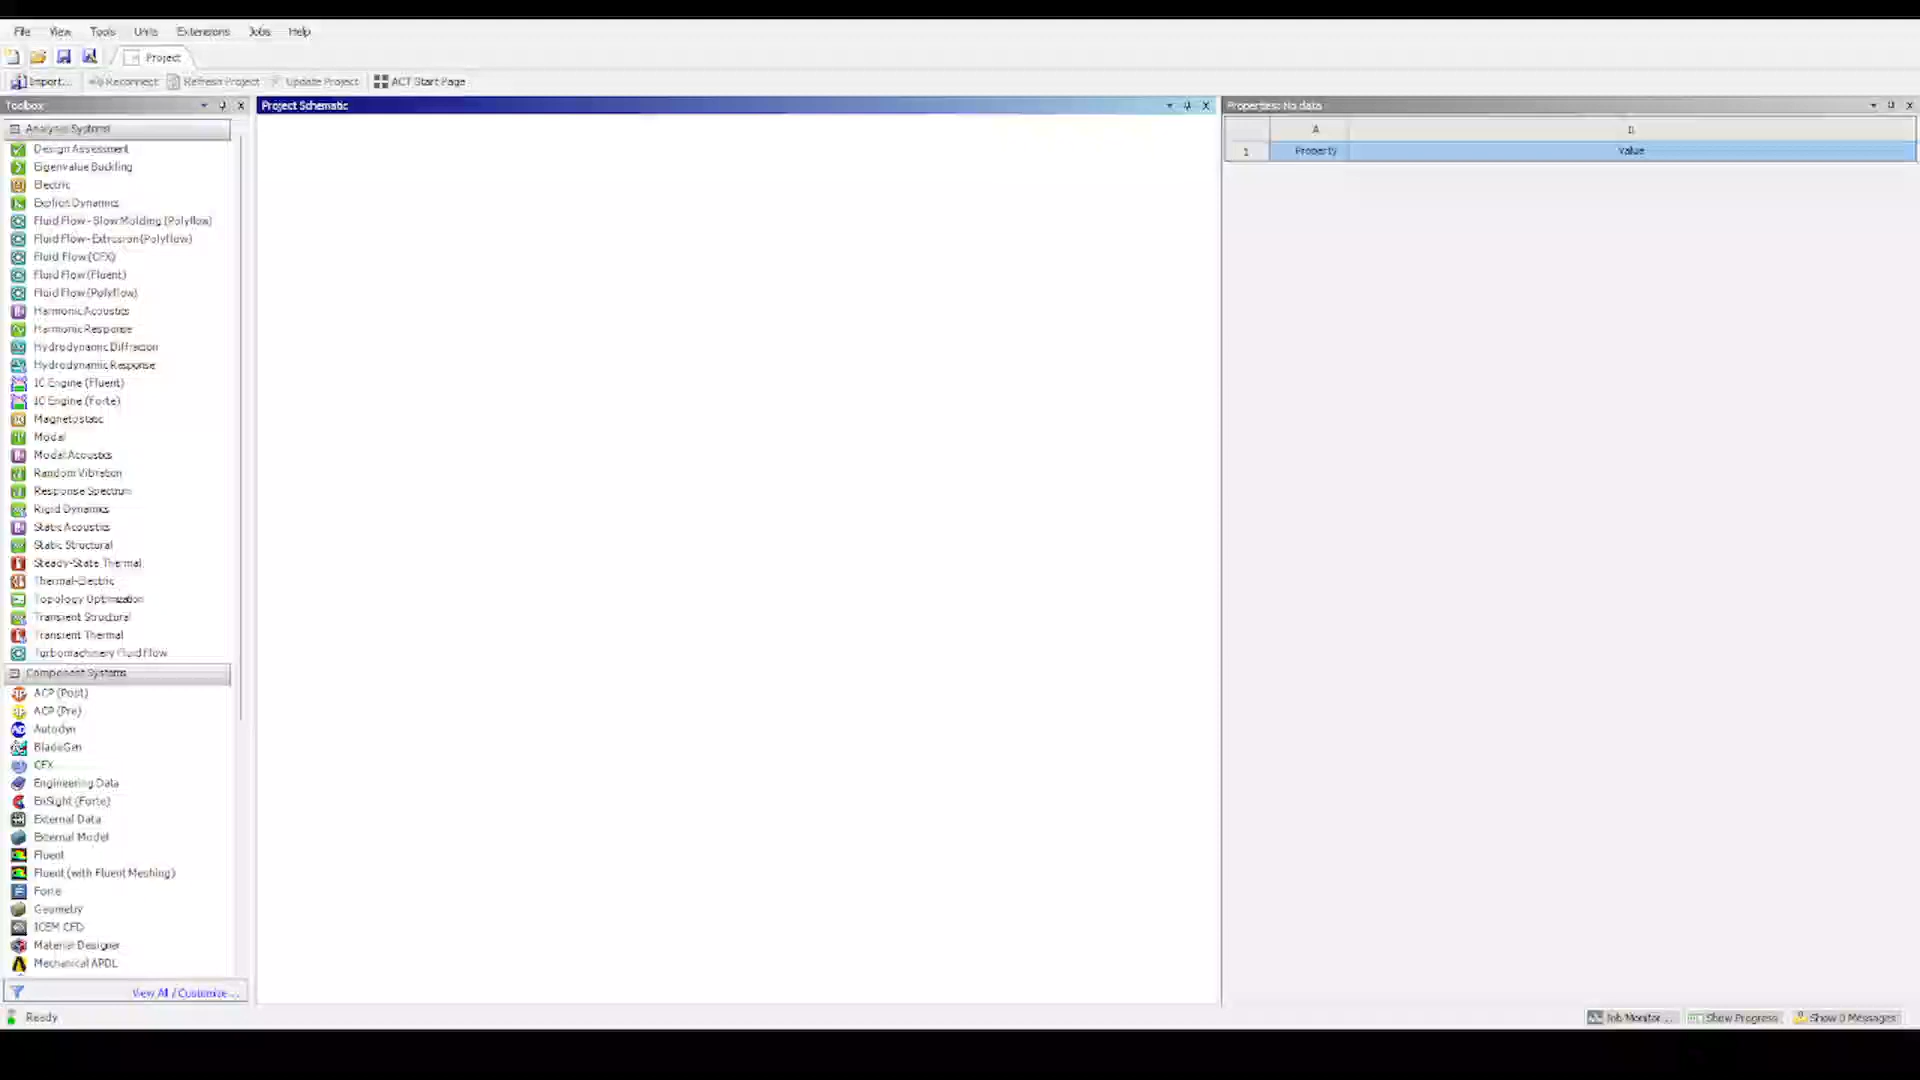 File View Tools Units Extensions Jobs Help
Project
Import... Reconnect Refresh Project Update Project ACT Start Page
Toolbox
Analysis Systems
Design Assessment
Eigenvalue Buckling
Electric
Explicit Dynamics
Fluid Flow - Blow Molding (Polyflow)
Fluid Flow - Extrusion (Polyflow)
Fluid Flow (CFX)
Fluid Flow (Fluent)
Fluid Flow (Polyflow)
Harmonic Acoustics
Harmonic Response
Hydrodynamic Diffraction
Hydrodynamic Response
IC Engine (Fluent)
IC Engine (Forte)
Magnetostatic
Modal
Modal Acoustics
Random Vibration
Response Spectrum
Rigid Dynamics
Static Acoustics
Static Structural
Steady-State Thermal
Thermal-Electric
Topology Optimization
Transient Structural
Transient Thermal
Turbomachinery Fluid Flow
Component Systems
ACP (Post)
ACP (Pre)
Autodyn
BladeGen
CFX
Engineering Data
EnSight (Forte)
External Data
External Model
Fluent
Fluent (with Fluent Meshing)
Forte
Geometry
ICEM CFD
Material Designer
Mechanical APDL
View All / Customize...
Project Schematic
Properties: No data
A B
1 Property Value
Ready
Job Monitor... Show Progress Show 0 Messages